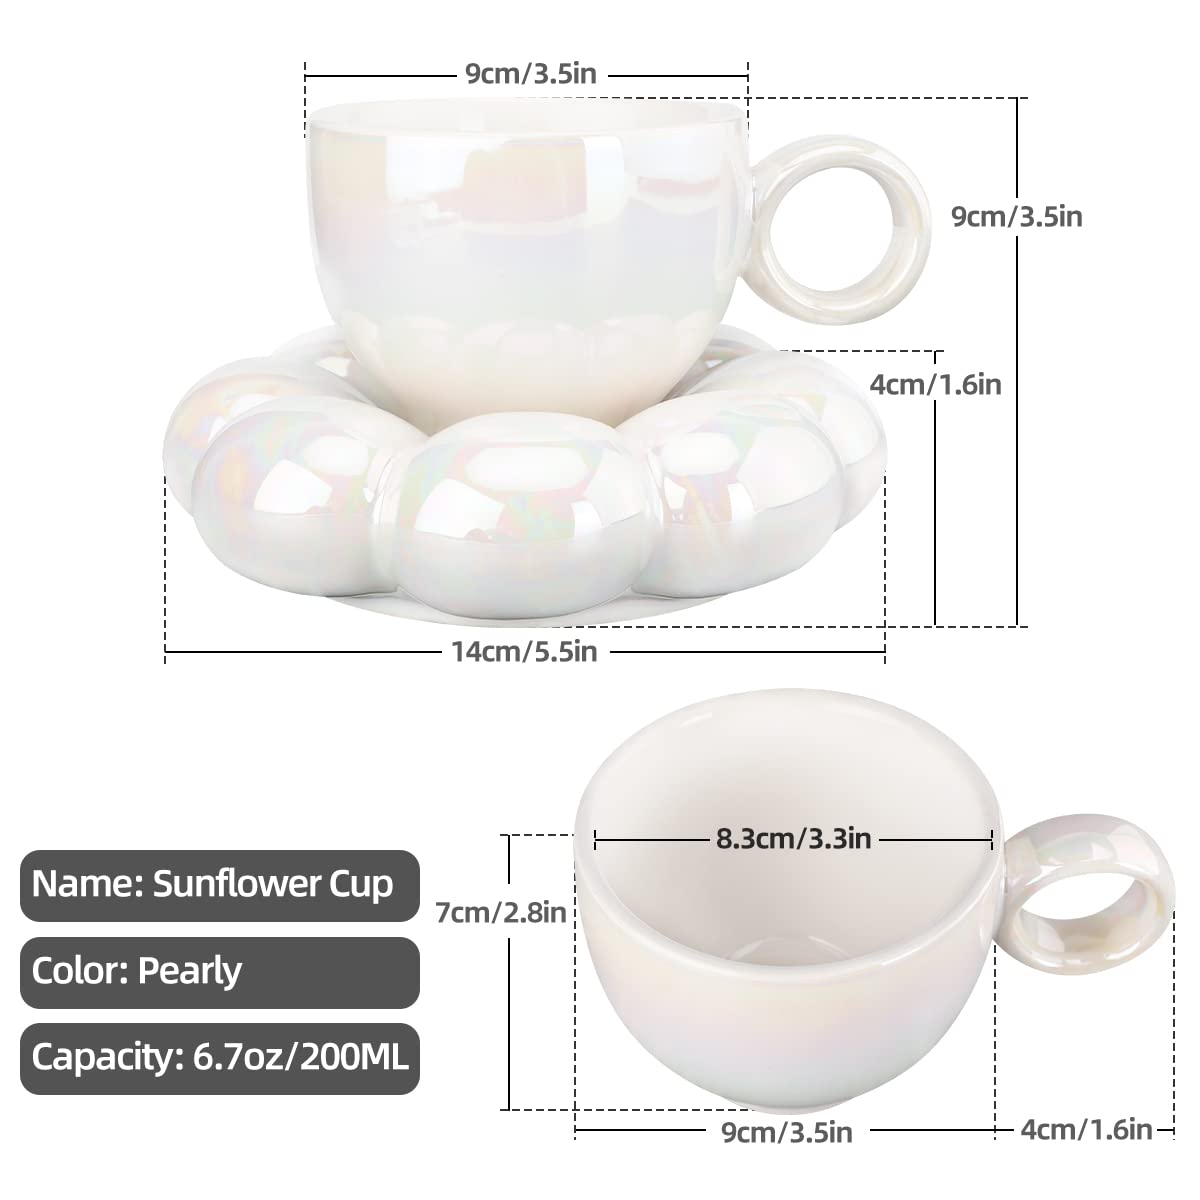 9cm/3.5in
9cm/3.5in
4cm/1.6in
14cm/5.5in
8.3cm/3.3in
7cm/2.8in
Name: Sunflower Cup
Color: Pearly
Capacity: 6.7oz/200ML
9cm/3.5in
4cm/1.6in